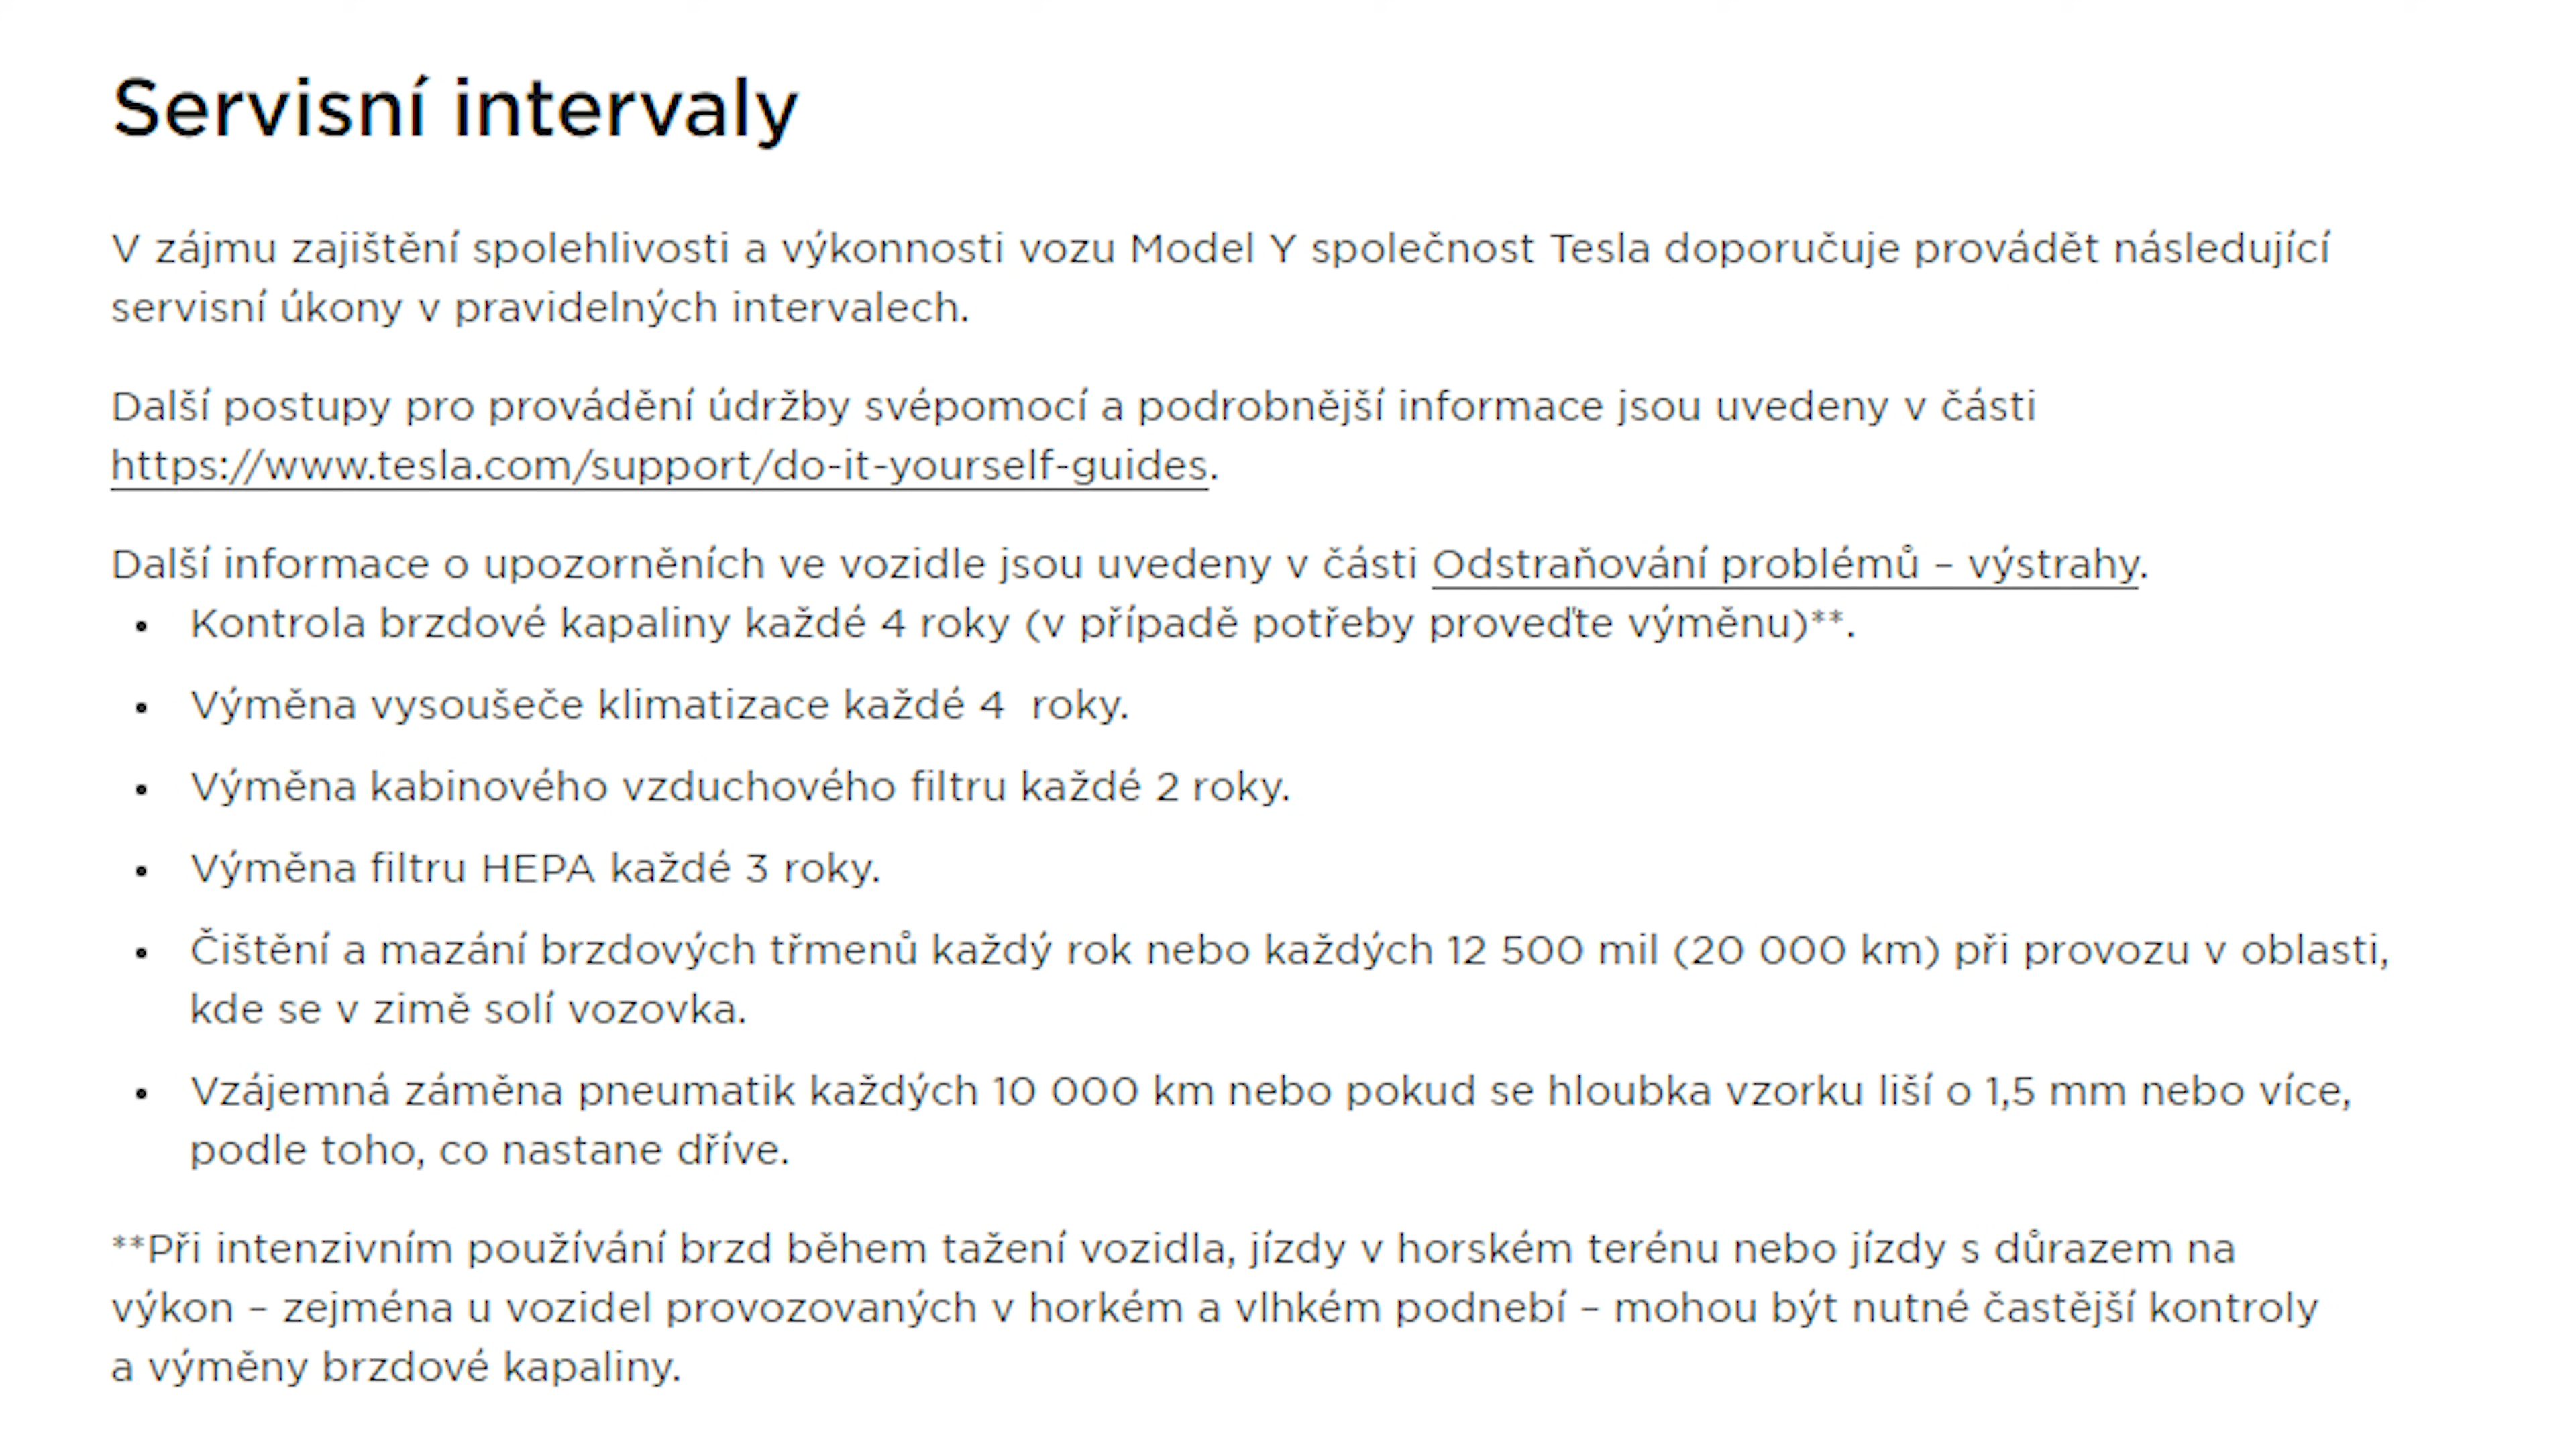 Servisní intervaly
V zájmu zajištění spolehlivosti a výkonnosti vozu Model Y společnost Tesla doporučuje provádět následující
servisní úkony v pravidelných intervalech.
Další postupy pro provádění údržby svépomocí a podrobnější informace jsou uvedeny v části
https://www.tesla.com/support/do-it-yourself-guides.
Další informace o upozorněních ve vozidle jsou uvedeny v části Odstraňování problémů – výstrahy.
• Kontrola brzdové kapaliny každé 4 roky (v případě potřeby proveďte výměnu)**.
• Výměna vysoušeče klimatizace každé 4  roky.
• Výměna kabinového vzduchového filtru každé 2 roky.
• Výměna filtru HEPA každé 3 roky.
• Čištění a mazání brzdových třmenů každý rok nebo každých 12 500 mil (20 000 km) při provozu v oblasti,
kde se v zimě solí vozovka.
• Vzájemná záměna pneumatik každých 10 000 km nebo pokud se hloubka vzorku liší o 1,5 mm nebo více,
podle toho, co nastane dříve.
**Při intenzivním používání brzd během tažení vozidla, jízdy v horském terénu nebo jízdy s důrazem na
výkon – zejména u vozidel provozovaných v horkém a vlhkém podnebí – mohou být nutné častější kontroly
a výměny brzdové kapaliny.